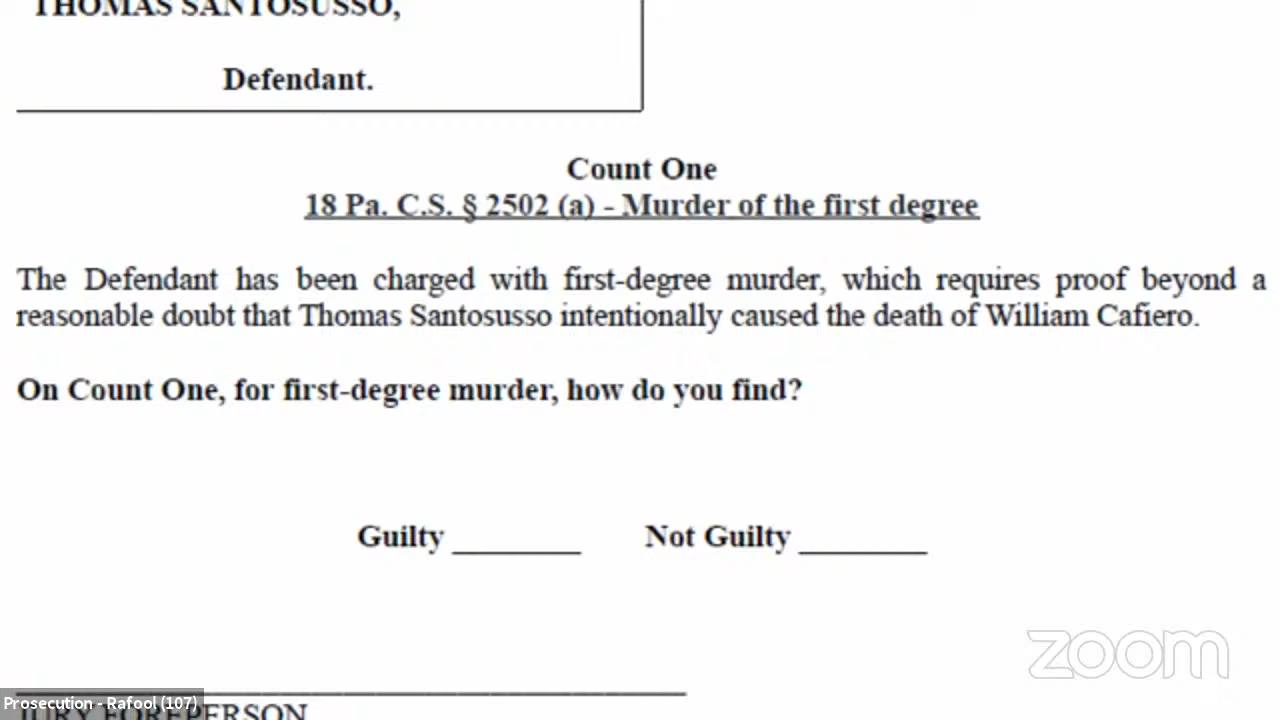 THOMAS SANTOSUSSO,
Defendant.
Count One
18 Pa. C.S. § 2502 (a) - Murder of the first degree
The Defendant has been charged with first-degree murder, which requires proof beyond a
reasonable doubt that Thomas Santosusso intentionally caused the death of William Cafiero.
On Count One, for first-degree murder, how do you find?
Guilty ________ Not Guilty ________
zoom
Prosecution - Rafool (107)
JURY FOREPERSON